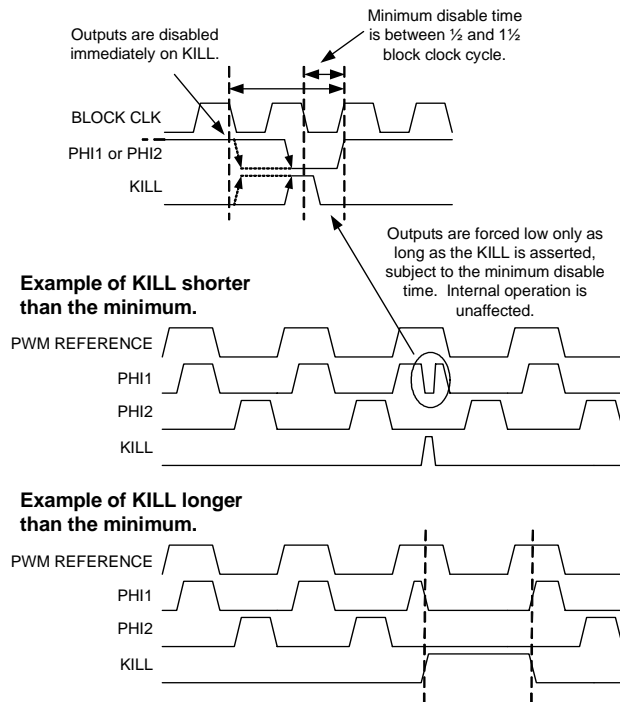 Minimum disable time
is between ½ and 1½
block clock cycle.
Outputs are disabled
immediately on KILL.
BLOCK CLK
PHI1 or PHI2
KILL
Outputs are forced low only as
long as the KILL is asserted,
subject to the minimum disable
time. Internal operation is
unaffected.
Example of KILL shorter
than the minimum.
PWM REFERENCE
PHI1
PHI2
KILL
Example of KILL longer
than the minimum.
PWM REFERENCE
PHI1
PHI2
KILL